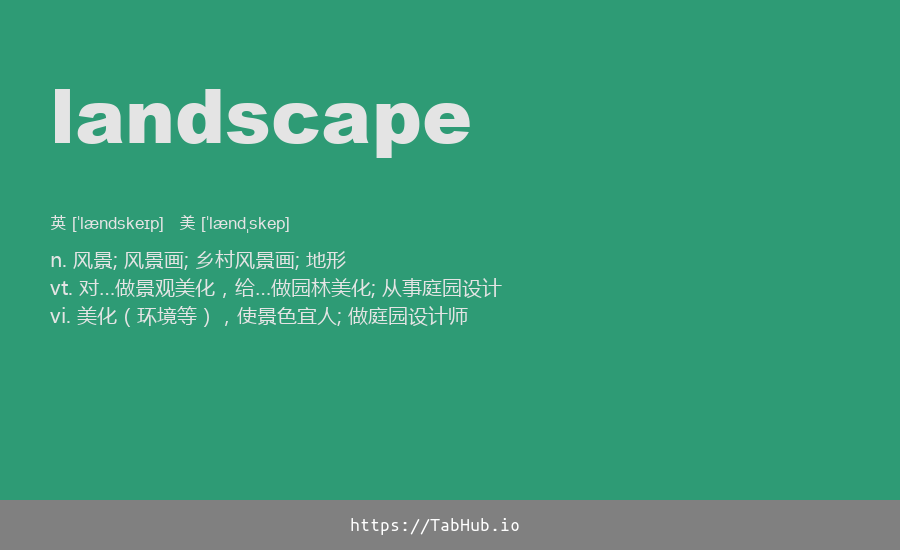 landscape
英 [ˈlændskeɪp] 美 [ˈlændˌskep]
n. 风景; 风景画; 乡村风景画; 地形
vt. 对…做景观美化，给…做园林美化; 从事庭园设计
vi. 美化（环境等），使景色宜人; 做庭园设计师
https://TabHub.io